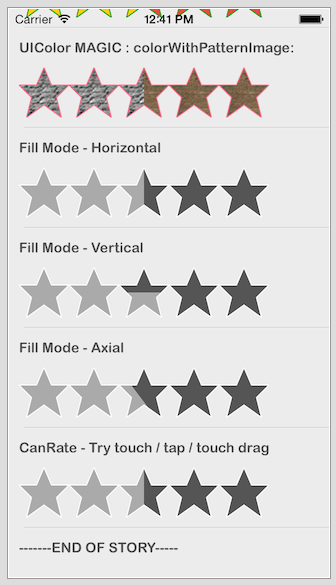 Carrier 12:41 PM
UIColor MAGIC : colorWithPatternImage:
Fill Mode - Horizontal
Fill Mode - Vertical
Fill Mode - Axial
CanRate - Try touch / tap / touch drag
-------END OF STORY-----